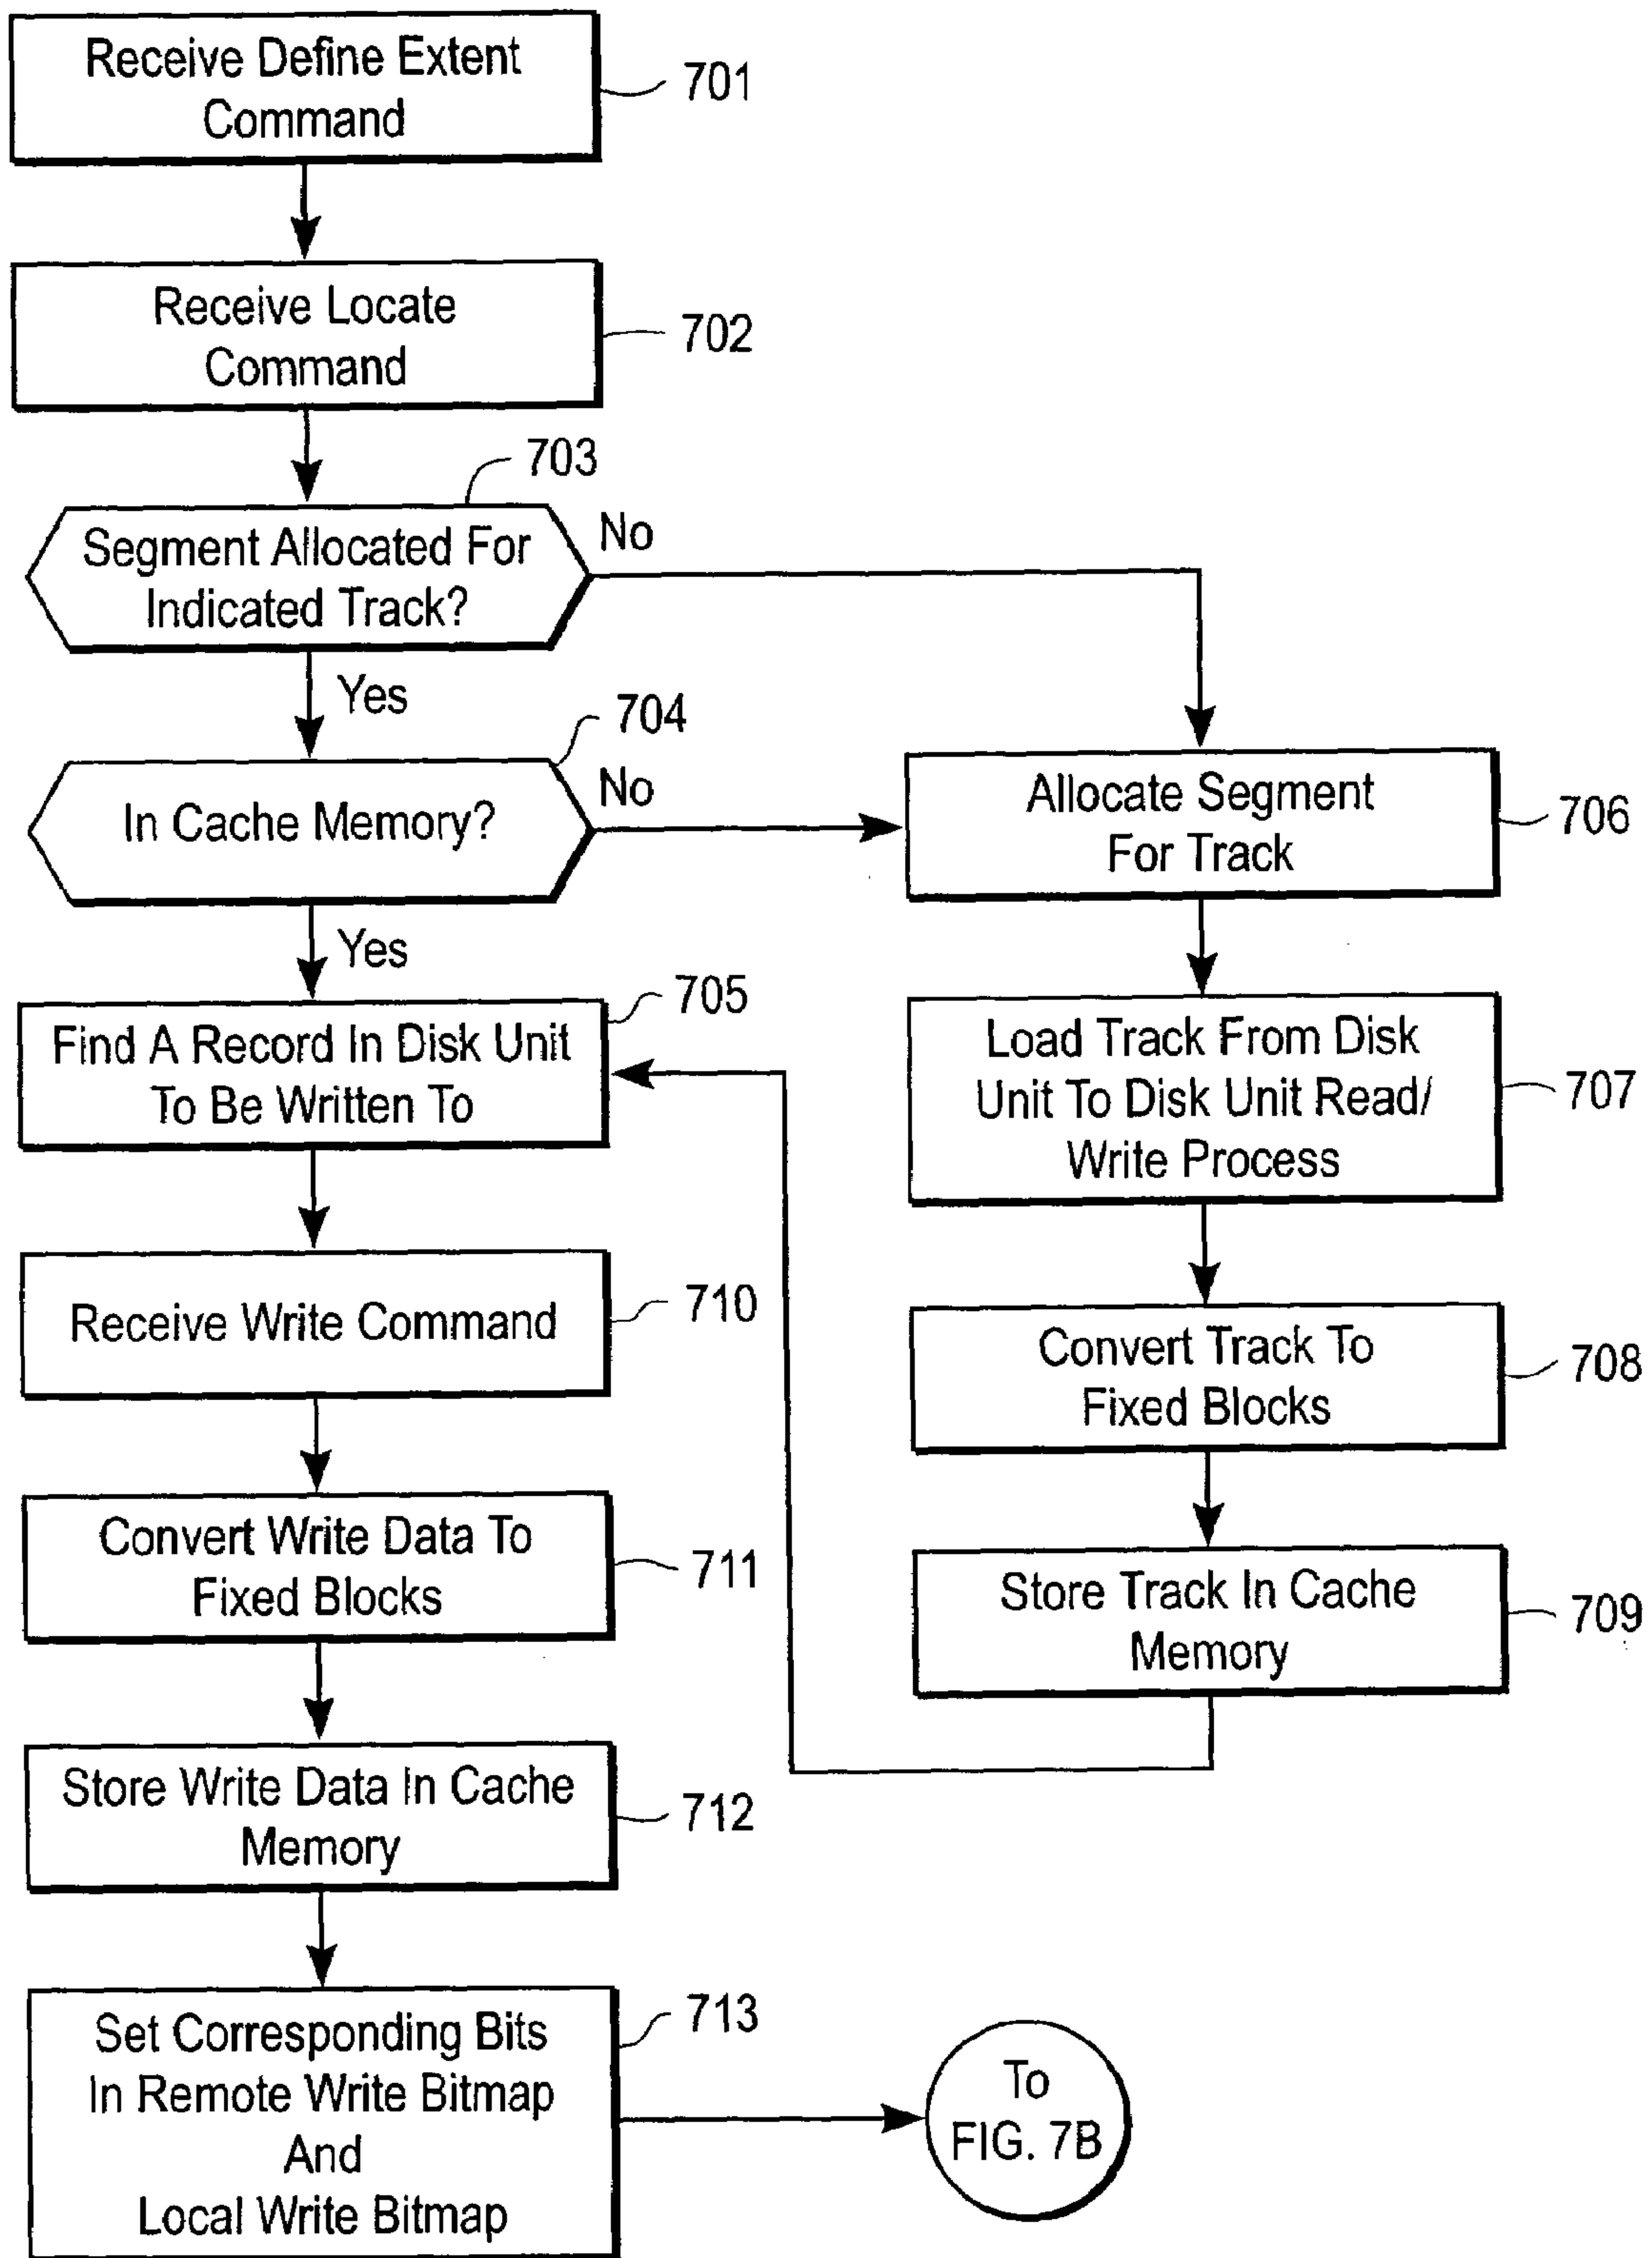 Receive Define Extent
Command
701
Receive Locate
Command
702
703
Segment Allocated For
Indicated Track?
No
Yes
704
In Cache Memory?
No
Yes
Allocate Segment
For Track
706
705
Find A Record In Disk Unit
To Be Written To
Load Track From Disk
Unit To Disk Unit Read/
Write Process
707
Receive Write Command
710
Convert Track To
Fixed Blocks
708
Convert Write Data To
Fixed Blocks
711
Store Track In Cache
Memory
709
Store Write Data In Cache
Memory
712
Set Corresponding Bits
In Remote Write Bitmap
And
Local Write Bitmap
713
To
FIG. 7B